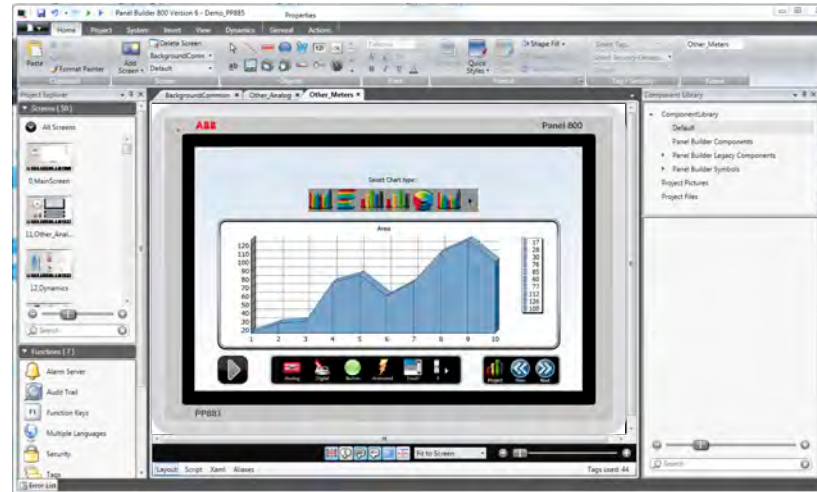 Panel Builder 800 Version 6 - Demo_PP885
Properties
Home Project System Insert View Dynamics General Actions
Paste
Format Painter
Add Screen
Delete Screen
BackgroundComm
Default
Screen
Objects
Quick Styles
Shape Fill
Other_Meters
Project Explorer
BackgroundCommon Other_Analog Other_Meters
Component Library
Screens (50)
All Screens
0.MainScreen
11.Other_Anal...
12.Dynamics
Search
Functions (7)
Alarm Server
Audit Trail
F1 Function Keys
Multiple Languages
Security
Tags
Error List
ABB
Panel 800
Select Chart type:
Area
120
110
100
90
80
70
60
50
40
30
20
1 2 3 4 5 6 7 8 9 10
17
28
30
76
85
60
77
112
126
100
Analog Digital Buttons Animated
Project Prev Next
PP885
Fit to Screen
Layout Script Xaml Aliases
Tags used: 44
ComponentLibrary
Default
Panel Builder Components
Panel Builder Legacy Components
Panel Builder Symbols
Project Pictures
Project Files
Search